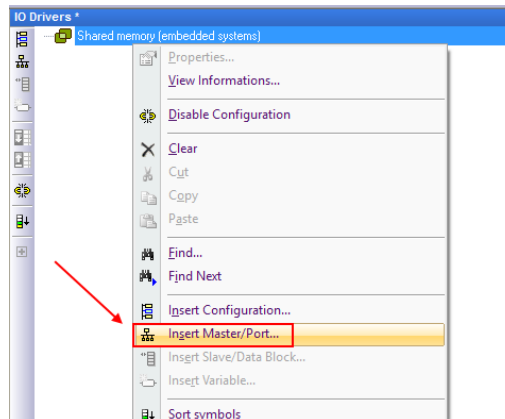 IO Drivers *
Shared memory (embedded systems)
Properties...
View Informations...
Disable Configuration
Clear
Cut
Copy
Paste
Find...
Find Next
Insert Configuration...
Insert Master/Port...
Insert Slave/Data Block...
Insert Variable...
Sort symbols